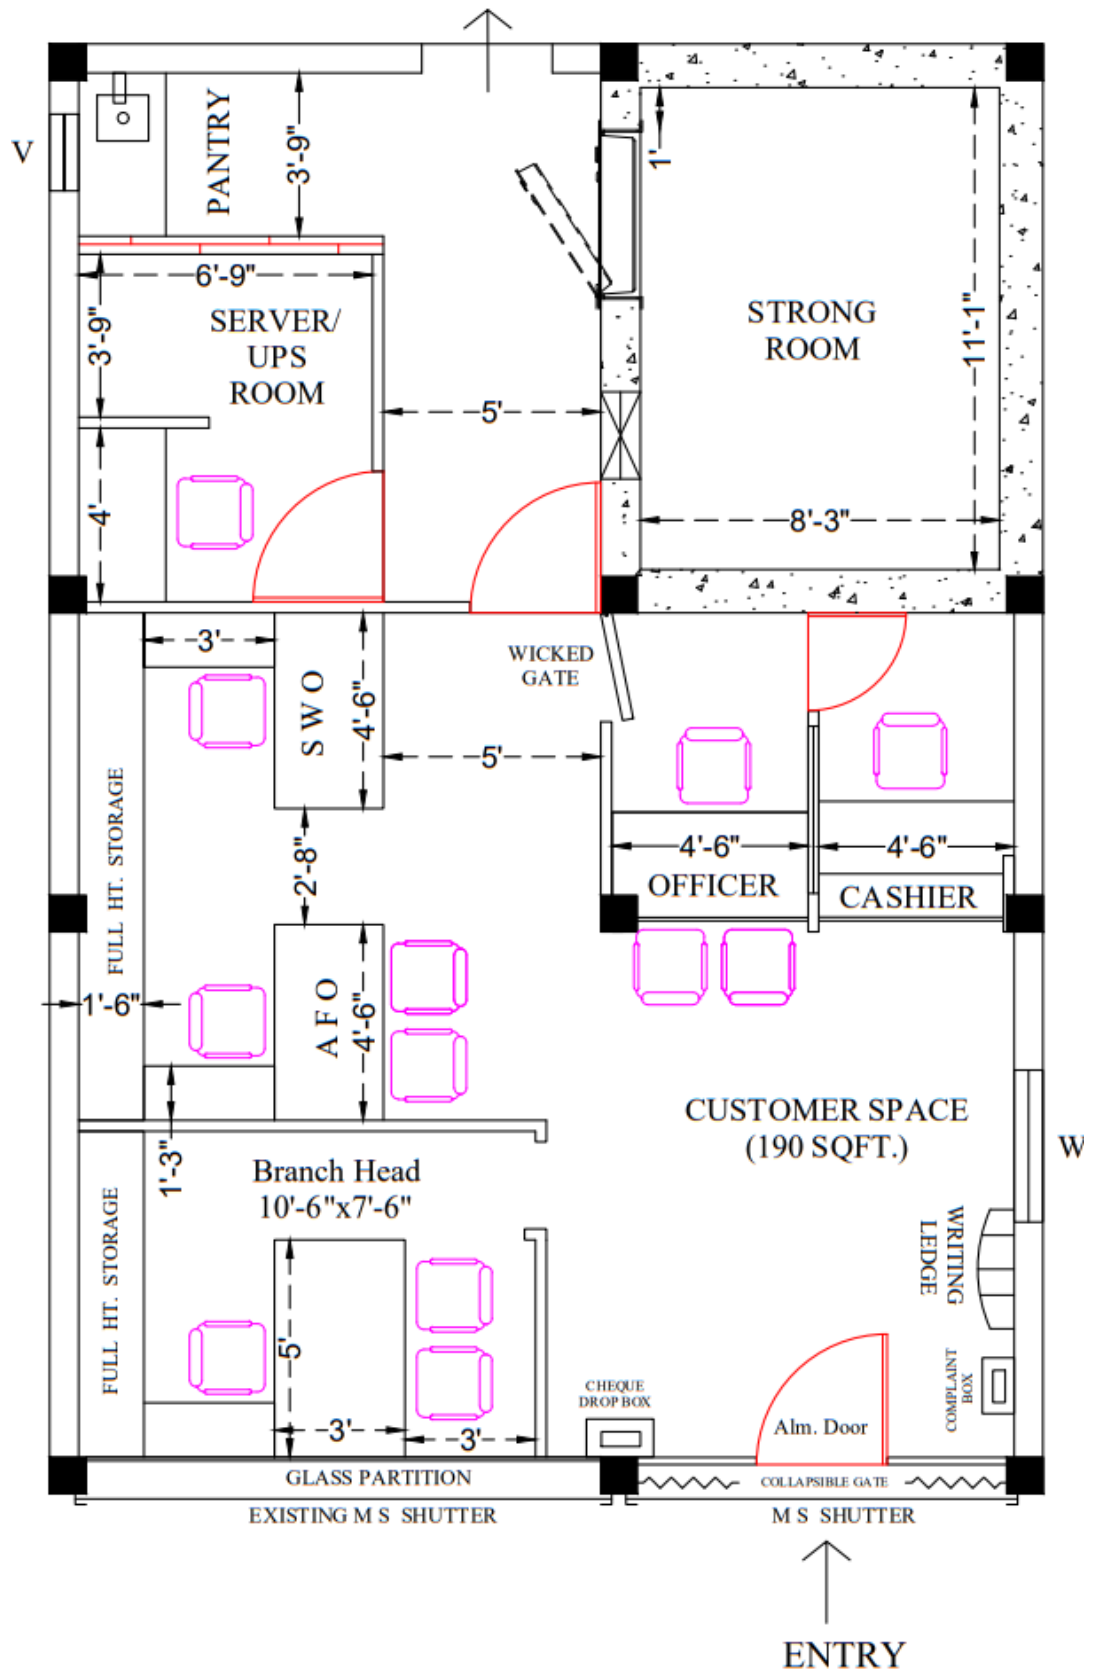 V
PANTRY
3'-9"
1'
6'-9"
3'-9"
SERVER/
UPS
ROOM
STRONG
ROOM
11'-1"
5'
4'
8'-3"
3'
S W O
4'-6"
WICKED
GATE
5'
FULL HT. STORAGE
2'-8"
4'-6"
4'-6"
OFFICER
CASHIER
1'-6"
A F O
4'-6"
CUSTOMER SPACE
(190 SQFT.)
W
1'-3"
Branch Head
10'-6"x7'-6"
FULL HT. STORAGE
WRITING
LEDGE
5'
3'
3'
CHEQUE
DROP BOX
COMPLAINT
BOX
Alm. Door
GLASS PARTITION
COLLAPSIBLE GATE
EXISTING M S SHUTTER
M S SHUTTER
ENTRY